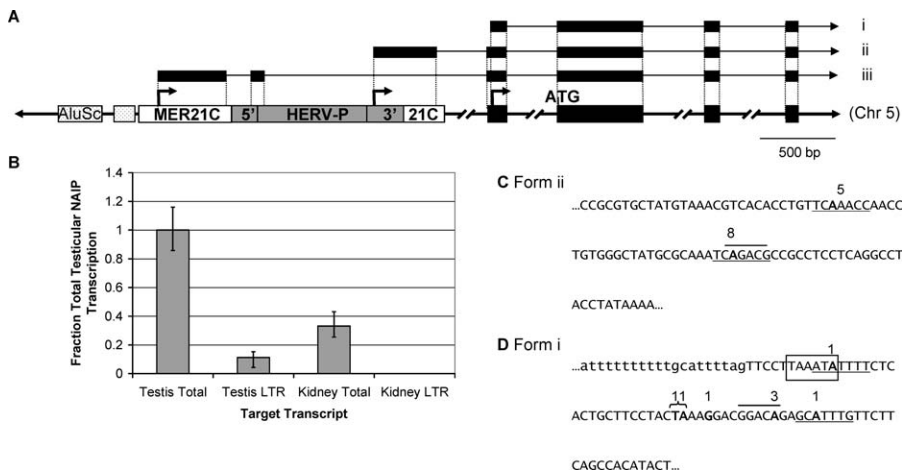 A
i
ii
iii
ATG
AluSc
MER21C
5’
HERV-P
3’
21C
(Chr 5)
500 bp
B
Fraction Total Testicular NAIP
Transcription
1.4
1.2
1
0.8
0.6
0.4
0.2
0
Testis Total
Testis LTR
Kidney Total
Kidney LTR
Target Transcript
C Form ii
5
…CCGCGTGCTATGTAAACGTCACACCTGTTCAAACCAACC
8
TGTGGGCTATGCGCAAATCAGACGCCGCCTCCTCAGGCCT
ACCTATAAAA…
D Form i
1
…atttttttttttgcattttagTTCCTTAAATATTTTCTC
11 1 3 1
ACTGCTTCCTACTAAAGGACGGACAGAGCATTTGTTCTT
CAGCCACATACT…